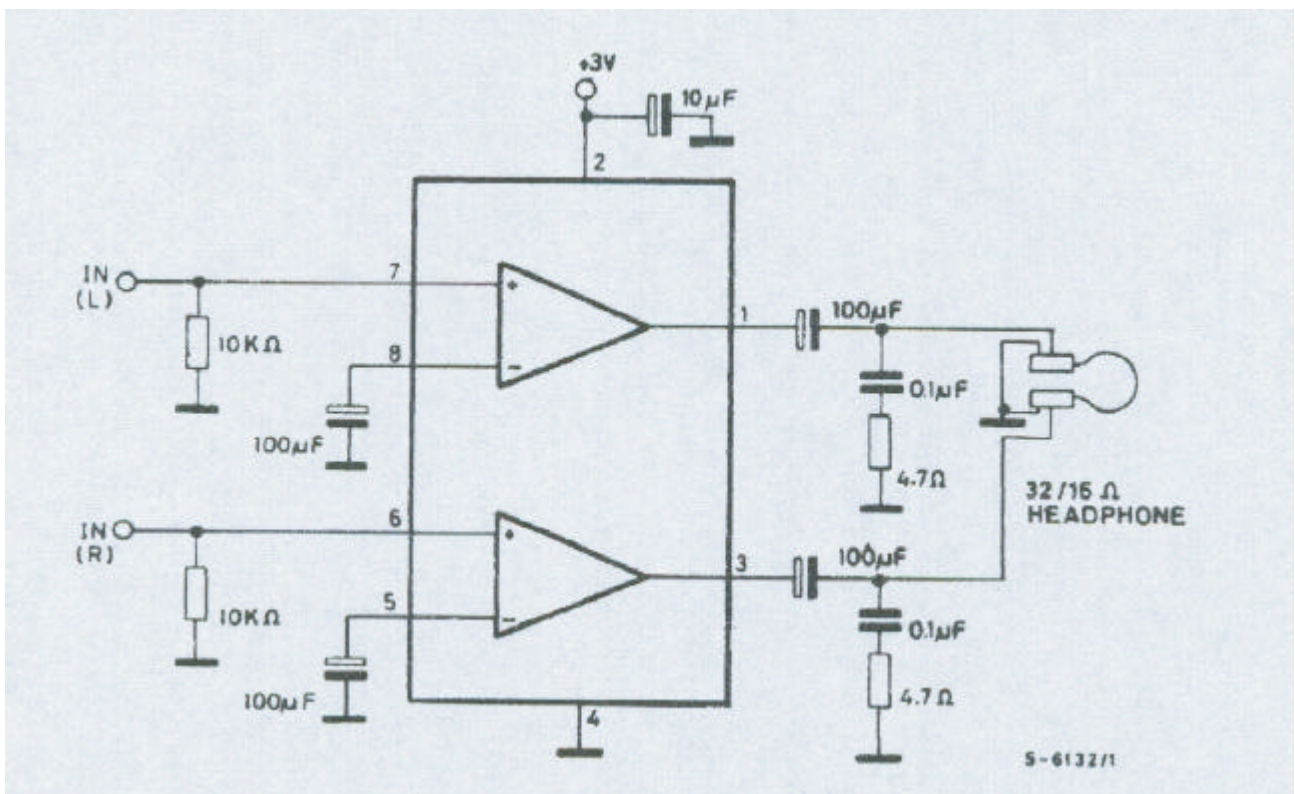 +3V
10µF
2
IN
(L)
7
10KΩ
8
100µF
1
100µF
0.1µF
4.7Ω
32/16 Ω
HEADPHONE
IN
(R)
6
10KΩ
5
100µF
3
100µF
0.1µF
4.7Ω
4
S-6132/1
+
−
+
−